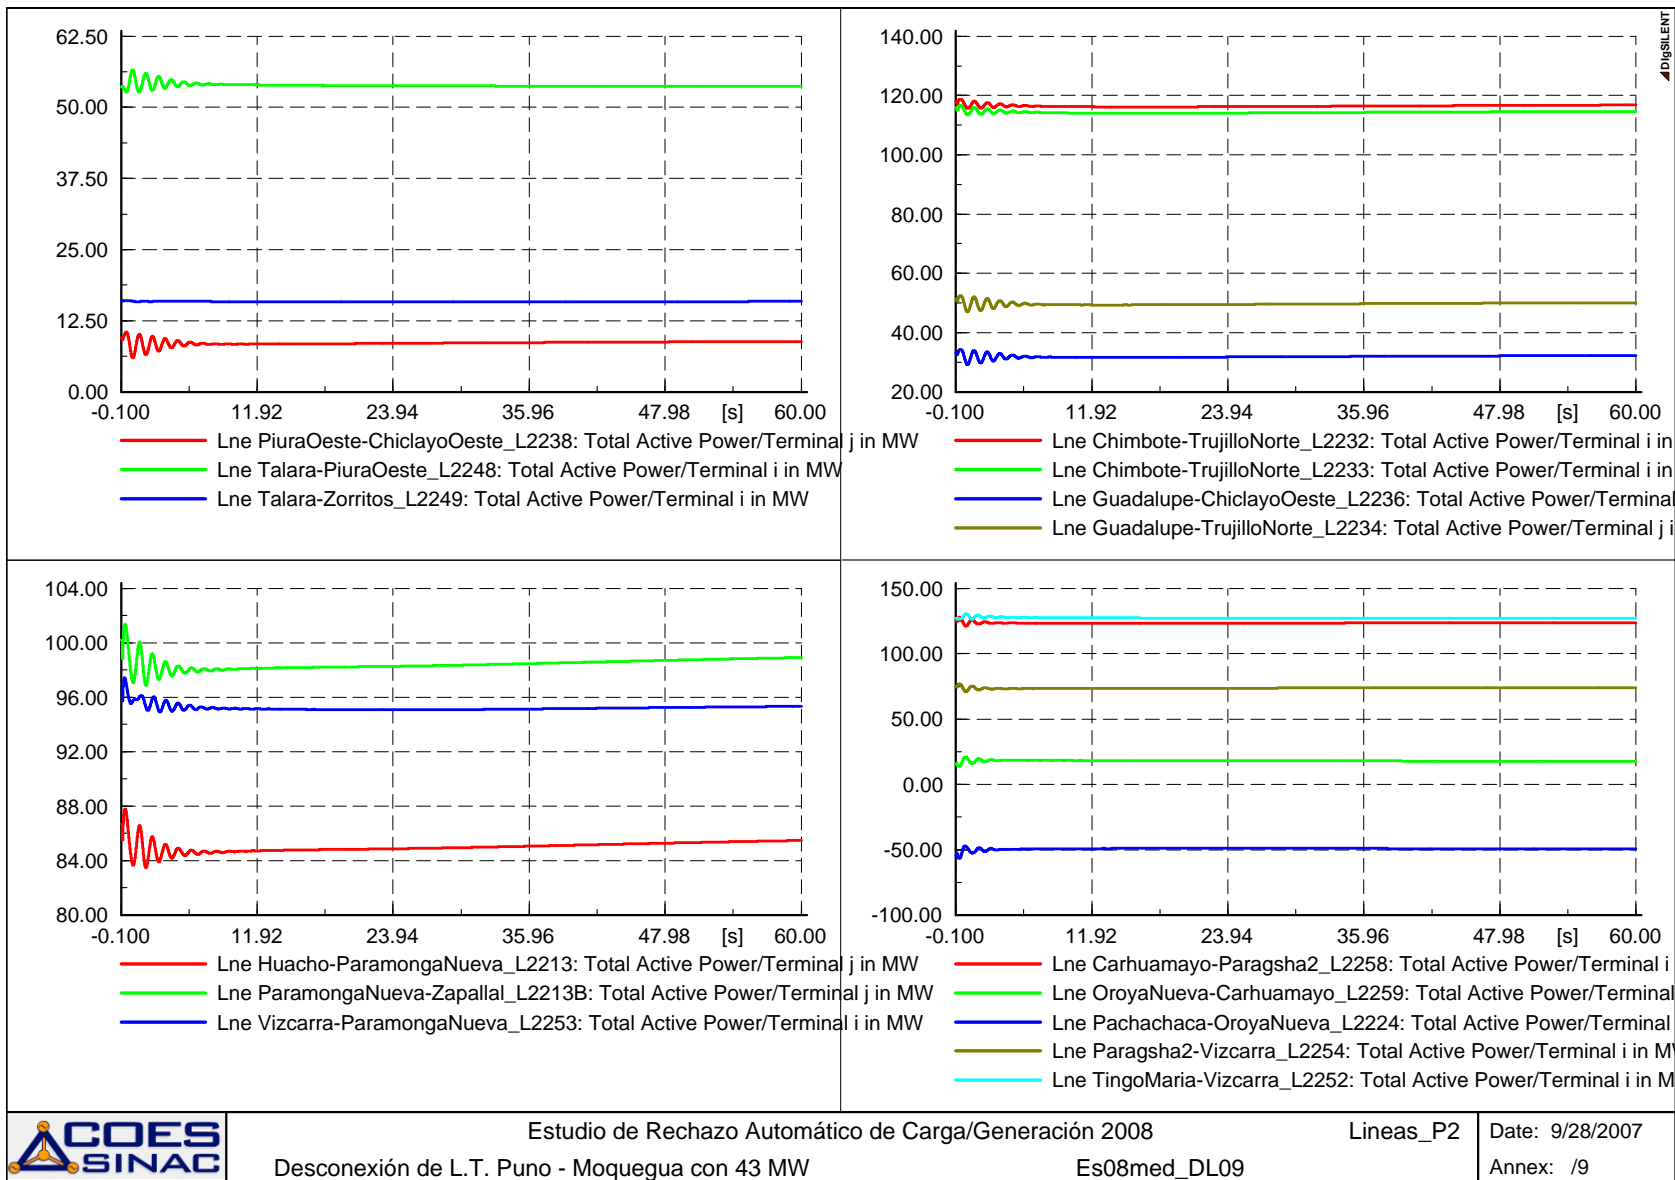 62.50
50.00
37.50
25.00
12.50
0.00
-0.100 11.92 23.94 35.96 47.98 [s] 60.00
Lne PiuraOeste-ChiclayoOeste_L2238: Total Active Power/Terminal j in MW
Lne Talara-PiuraOeste_L2248: Total Active Power/Terminal i in MW
Lne Talara-Zorritos_L2249: Total Active Power/Terminal i in MW
DIgSILENT
140.00
120.00
100.00
80.00
60.00
40.00
20.00
-0.100 11.92 23.94 35.96 47.98 [s] 60.00
Lne Chimbote-TrujilloNorte_L2232: Total Active Power/Terminal i in
Lne Chimbote-TrujilloNorte_L2233: Total Active Power/Terminal i in
Lne Guadalupe-ChiclayoOeste_L2236: Total Active Power/Terminal
Lne Guadalupe-TrujilloNorte_L2234: Total Active Power/Terminal j i
104.00
100.00
96.00
92.00
88.00
84.00
80.00
-0.100 11.92 23.94 35.96 47.98 [s] 60.00
Lne Huacho-ParamongaNueva_L2213: Total Active Power/Terminal j in MW
Lne ParamongaNueva-Zapallal_L2213B: Total Active Power/Terminal j in MW
Lne Vizcarra-ParamongaNueva_L2253: Total Active Power/Terminal i in MW
150.00
100.00
50.00
0.00
-50.00
-100.00
-0.100 11.92 23.94 35.96 47.98 [s] 60.00
Lne Carhuamayo-Paragsha2_L2258: Total Active Power/Terminal i
Lne OroyaNueva-Carhuamayo_L2259: Total Active Power/Terminal
Lne Pachachaca-OroyaNueva_L2224: Total Active Power/Terminal
Lne Paragsha2-Vizcarra_L2254: Total Active Power/Terminal i in M
Lne TingoMaria-Vizcarra_L2252: Total Active Power/Terminal i in M
COES
SINAC
Estudio de Rechazo Automático de Carga/Generación 2008 Lineas_P2
Desconexión de L.T. Puno - Moquegua con 43 MW Es08med_DL09
Date: 9/28/2007
Annex: /9